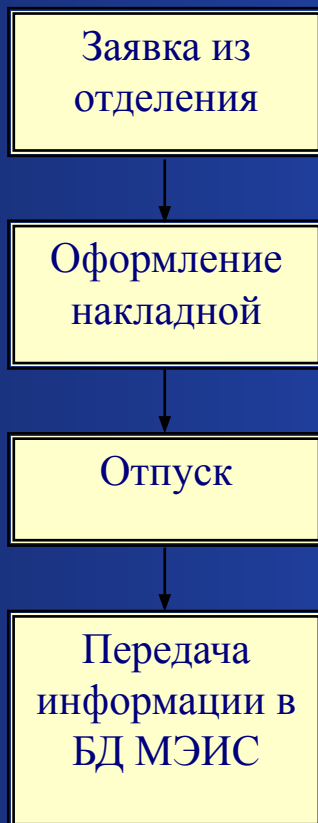 Заявка из
отделения
Оформление
накладной
Отпуск
Передача
информации в
БД МЭИС